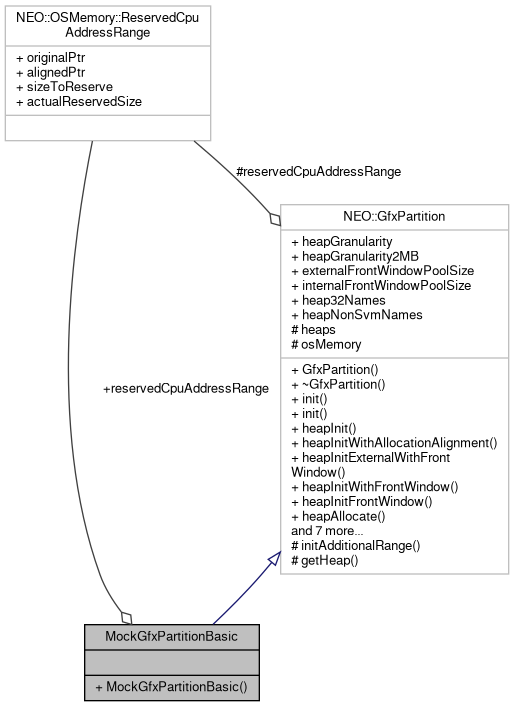 NEO::OSMemory::ReservedCpu
AddressRange
+ originalPtr
+ alignedPtr
+ sizeToReserve
+ actualReservedSize
#reservedCpuAddressRange
NEO::GfxPartition
+ heapGranularity
+ heapGranularity2MB
+ externalFrontWindowPoolSize
+ internalFrontWindowPoolSize
+ heap32Names
+ heapNonSvmNames
# heaps
# osMemory
+ GfxPartition()
+ ~GfxPartition()
+ init()
+ init()
+ heapInit()
+ heapInitWithAllocationAlignment()
+ heapInitExternalWithFront
Window()
+ heapInitWithFrontWindow()
+ heapInitFrontWindow()
+ heapAllocate()
and 7 more...
# initAdditionalRange()
# getHeap()
+reservedCpuAddressRange
MockGfxPartitionBasic
+ MockGfxPartitionBasic()